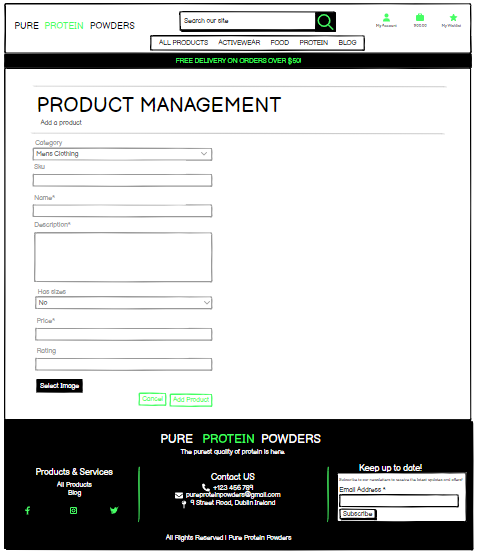 Search our site
PURE PROTEIN POWDERS
My Account
My Wishlist
ALL PRODUCTS ACTIVEWEAR FOOD PROTEIN BLOG
FREE DELIVERY ON ORDERS OVER $50!
PRODUCT MANAGEMENT
Add a product
Category
Mens Clothing
Sku
Name*
Description*
Has sizes
No
Price*
Rating
Select Image
Cancel Add Product
PURE PROTEIN POWDERS
The purest quality of protein is here.
Products & Services
All Products
Blog
Contact US
+123 456 789
pureproteinpowders@gmail.com
9 Street Road, Dublin Ireland
Keep up to date!
Subscribe to our newsletters to receive the latest updates and offers!
Email Address *
Subscribe
All Rights Reserved | Pure Protein Powders